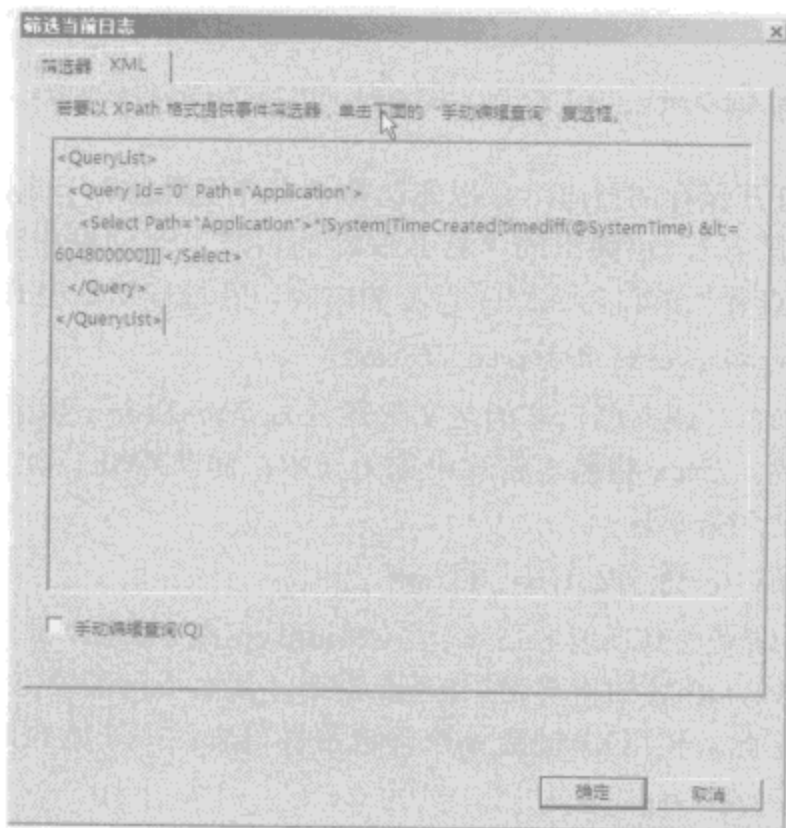 筛选当前日志
筛选器 XML
若要以 XPath 格式提供事件筛选器，单击下面的“手动编辑查询”复选框。
<QueryList>
<Query Id="0" Path="Application">
<Select Path="Application">*[System[TimeCreated[timediff(@SystemTime) &lt;=
604800000]]]</Select>
</Query>
</QueryList>
手动编辑查询(Q)
确定
取消